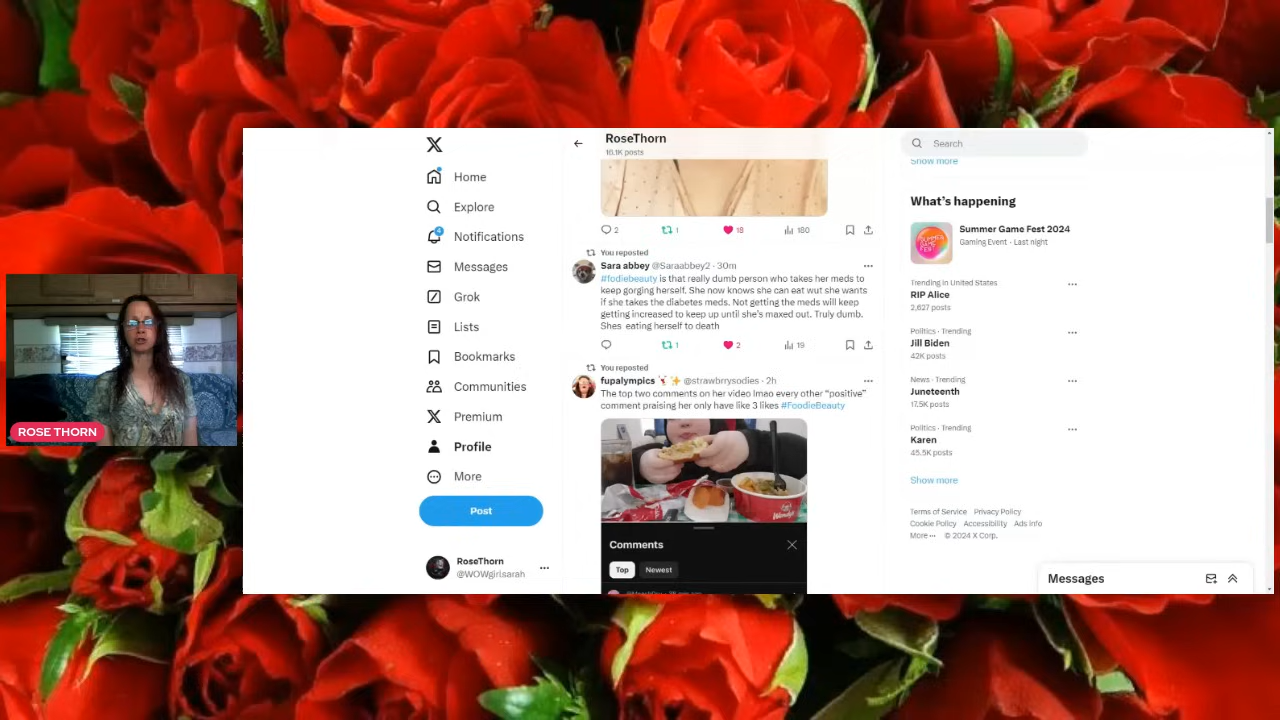 RoseThorn
16.1K posts
Search
Show more
Home
Explore
4
Notifications
Messages
Grok
Lists
Bookmarks
Communities
Premium
Profile
More
Post
RoseThorn
@WOWgirlsarah
ROSE THORN
2
1
18
180
You reposted
Sara abbey @Saraabbey2 · 30m
#fodiebeauty is that really dumb person who takes her meds to
keep gorging herself. She now knows she can eat wut she wants
if she takes the diabetes meds. Not getting the meds will keep
getting increased to keep up until she's maxed out. Truly dumb.
Shes eating herself to death
1
2
19
You reposted
fupalympics @strawbrrysodies · 2h
The top two comments on her video lmao every other “positive”
comment praising her only have like 3 likes #FoodieBeauty
Comments
Top
Newest
What's happening
SUMMER
GAME
FEST
Summer Game Fest 2024
Gaming Event · Last night
Trending in United States
RIP Alice
2,627 posts
Politics · Trending
Jill Biden
42K posts
News · Trending
Juneteenth
17.5K posts
Politics · Trending
Karen
45.5K posts
Show more
Terms of Service Privacy Policy
Cookie Policy Accessibility Ads info
More ··· © 2024 X Corp.
Messages